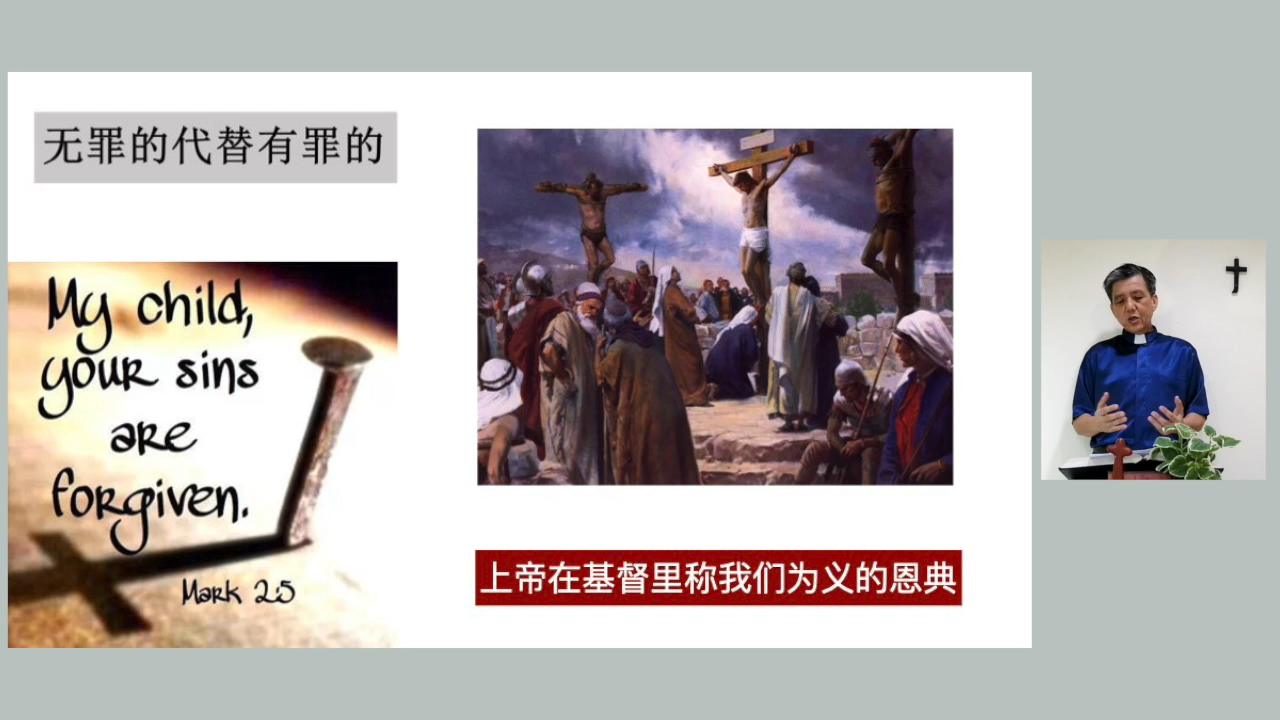 无罪的代替有罪的
My child,
your sins
are
forgiven.
Mark 2:5
上帝在基督里称我们为义的恩典